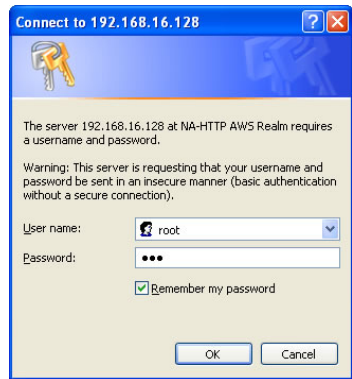 Connect to 192.168.16.128
The server 192.168.16.128 at NA-HTTP AWS Realm requires
a username and password.
Warning: This server is requesting that your username and
password be sent in an insecure manner (basic authentication
without a secure connection).
User name:
root
Password:
•••
Remember my password
OK
Cancel